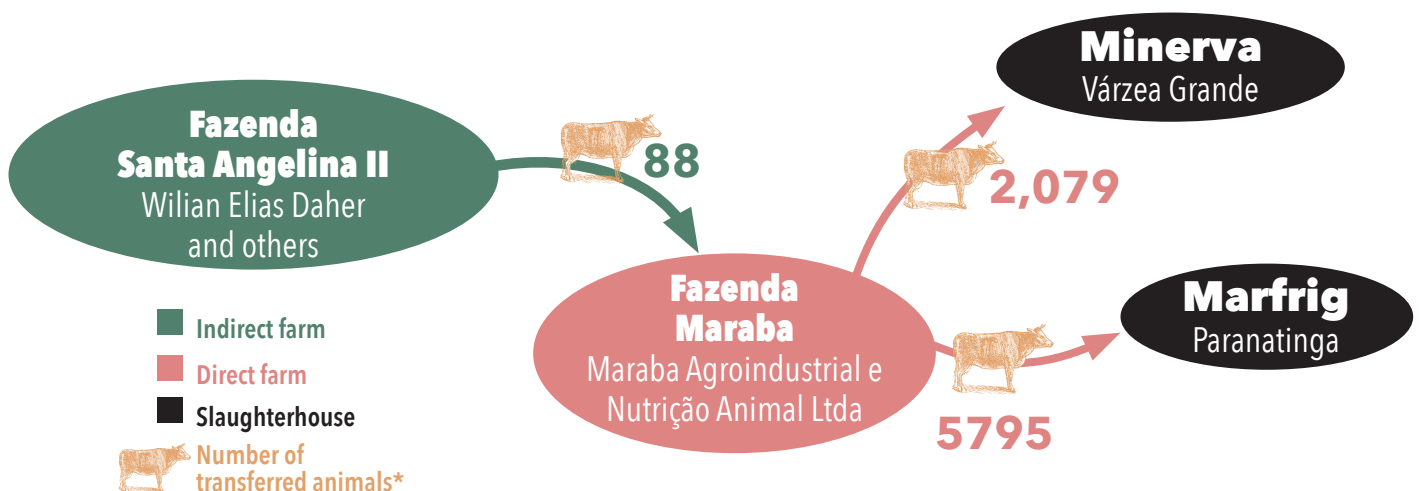 Minerva
Várzea Grande
Fazenda
Santa Angelina II
Wilian Elias Daher
and others
88
2,079
Fazenda
Maraba
Maraba Agroindustrial e
Nutrição Animal Ltda
Marfrig
Paranatinga
5795
Indirect farm
Direct farm
Slaughterhouse
Number of
transferred animals*